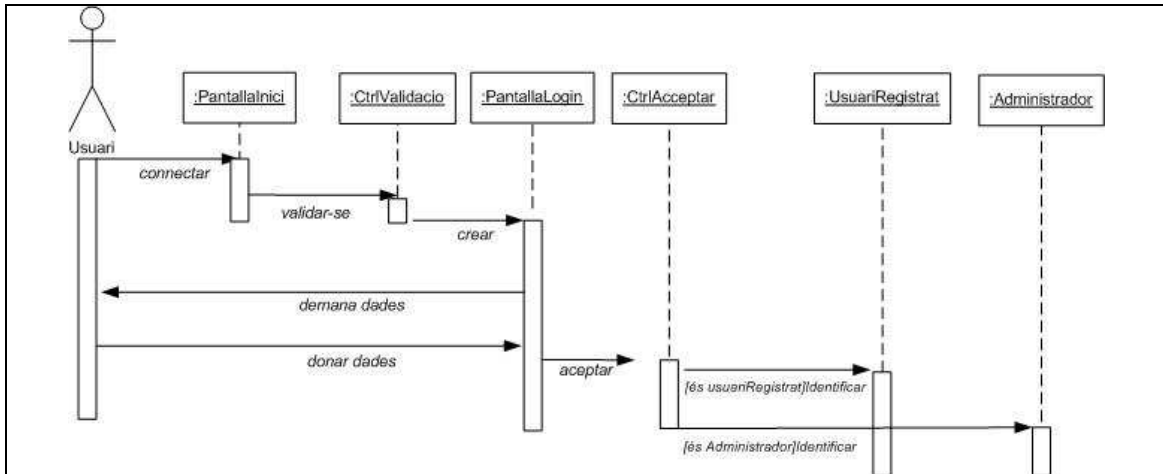 :PantallaInici
:CtrlValidacio
:PantallaLogin
:CtrlAcceptar
:UsuariRegistrat
:Administrador
Usuari
connectar
validar-se
crear
demana dades
donar dades
aceptar
[és usuariRegistrat]Identificar
[és Administrador]Identificar